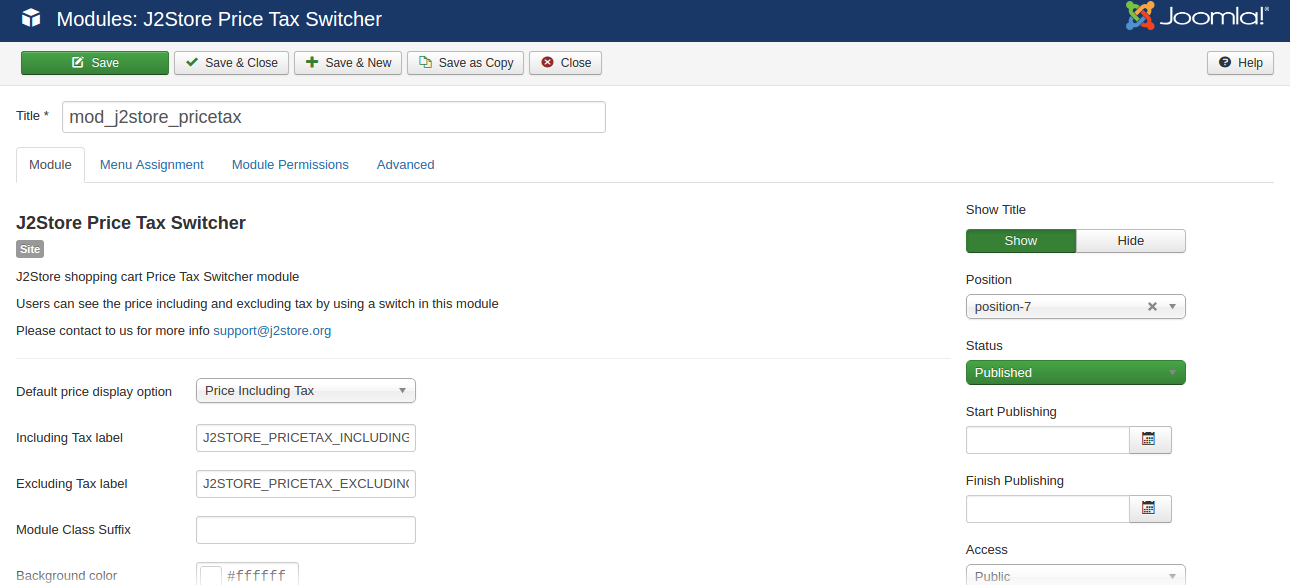 Modules: J2Store Price Tax Switcher
Joomla!®
Save
Save & Close
Save & New
Save as Copy
Close
Help
Title *
mod_j2store_pricetax
Module
Menu Assignment
Module Permissions
Advanced
J2Store Price Tax Switcher
Site
J2Store shopping cart Price Tax Switcher module
Users can see the price including and excluding tax by using a switch in this module
Please contact to us for more info support@j2store.org
Default price display option
Price Including Tax
Including Tax label
J2STORE_PRICETAX_INCLUDING
Excluding Tax label
J2STORE_PRICETAX_EXCLUDING
Module Class Suffix
Background color
#ffffff
Show Title
Show
Hide
Position
position-7
Status
Published
Start Publishing
Finish Publishing
Access
Public